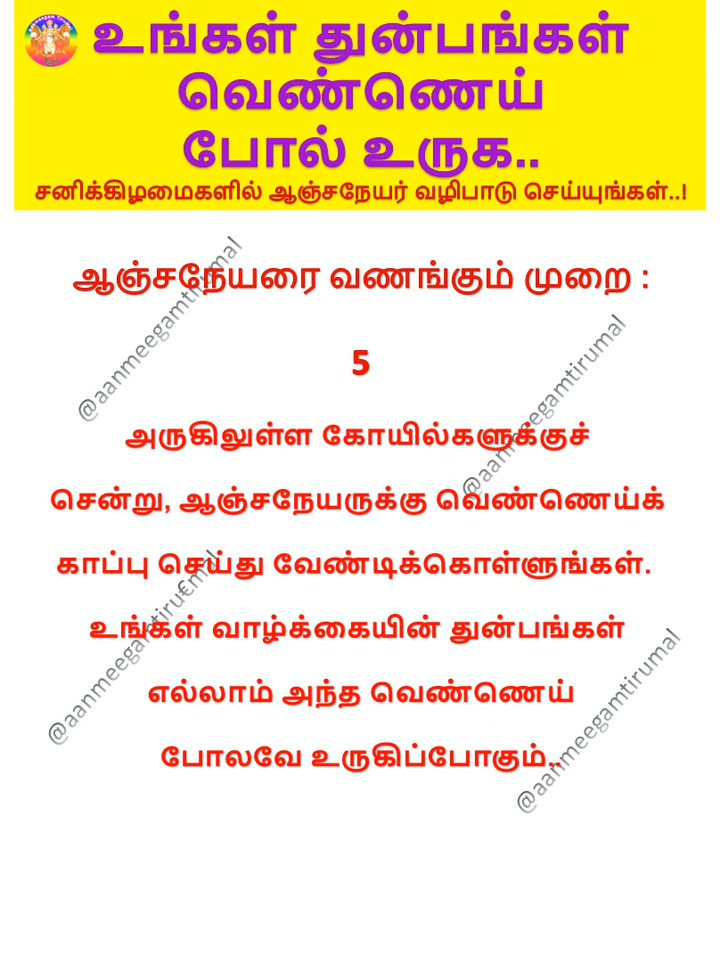 உங்கள் துன்பங்கள்
வெண்ணெய்
போல் உருக..
சனிக்கிழமைகளில் ஆஞ்சநேயர் வழிபாடு செய்யுங்கள்..!
ஆஞ்சநேயரை வணங்கும் முறை :
5
அருகிலுள்ள கோயில்களுக்குச்
சென்று, ஆஞ்சநேயருக்கு வெண்ணெய்க்
காப்பு செய்து வேண்டிக்கொள்ளுங்கள்.
உங்கள் வாழ்க்கையின் துன்பங்கள்
எல்லாம் அந்த வெண்ணெய்
போலவே உருகிப்போகும்..
@aanmeegamtirumal
@aanmeegamtirumal
@aanmeegamtirumal
@aanmeegamtirumal